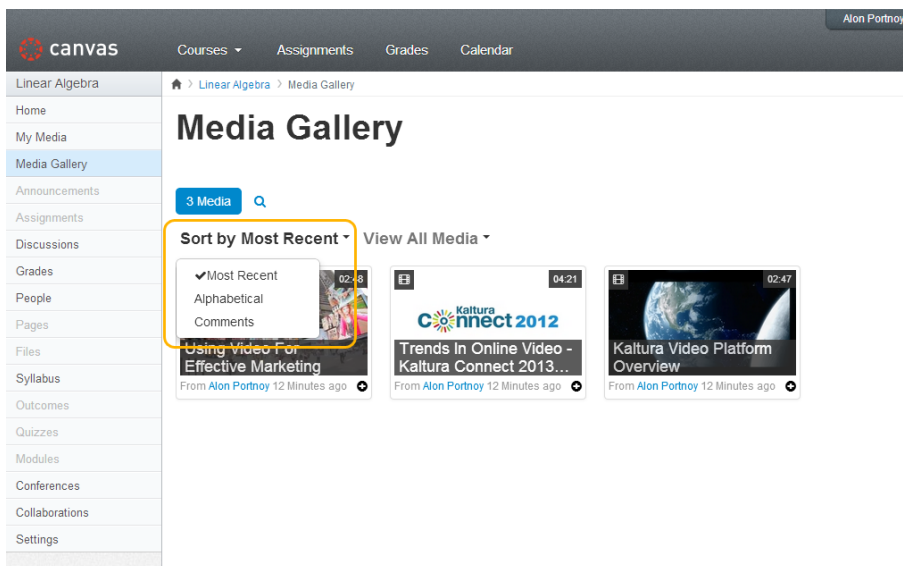 Alon Portnoy
canvas
Courses
Assignments
Grades
Calendar
Linear Algebra
Home
My Media
Media Gallery
Announcements
Assignments
Discussions
Grades
People
Pages
Files
Syllabus
Outcomes
Quizzes
Modules
Conferences
Collaborations
Settings
Linear Algebra > Media Gallery
Media Gallery
3 Media
Sort by Most Recent
View All Media
✔Most Recent
Alphabetical
Comments
02:48
Using Video For
Effective Marketing
From Alon Portnoy 12 Minutes ago
04:21
Kaltura
Connect 2012
Trends In Online Video -
Kaltura Connect 2013...
From Alon Portnoy 12 Minutes ago
02:47
Kaltura Video Platform
Overview
From Alon Portnoy 12 Minutes ago